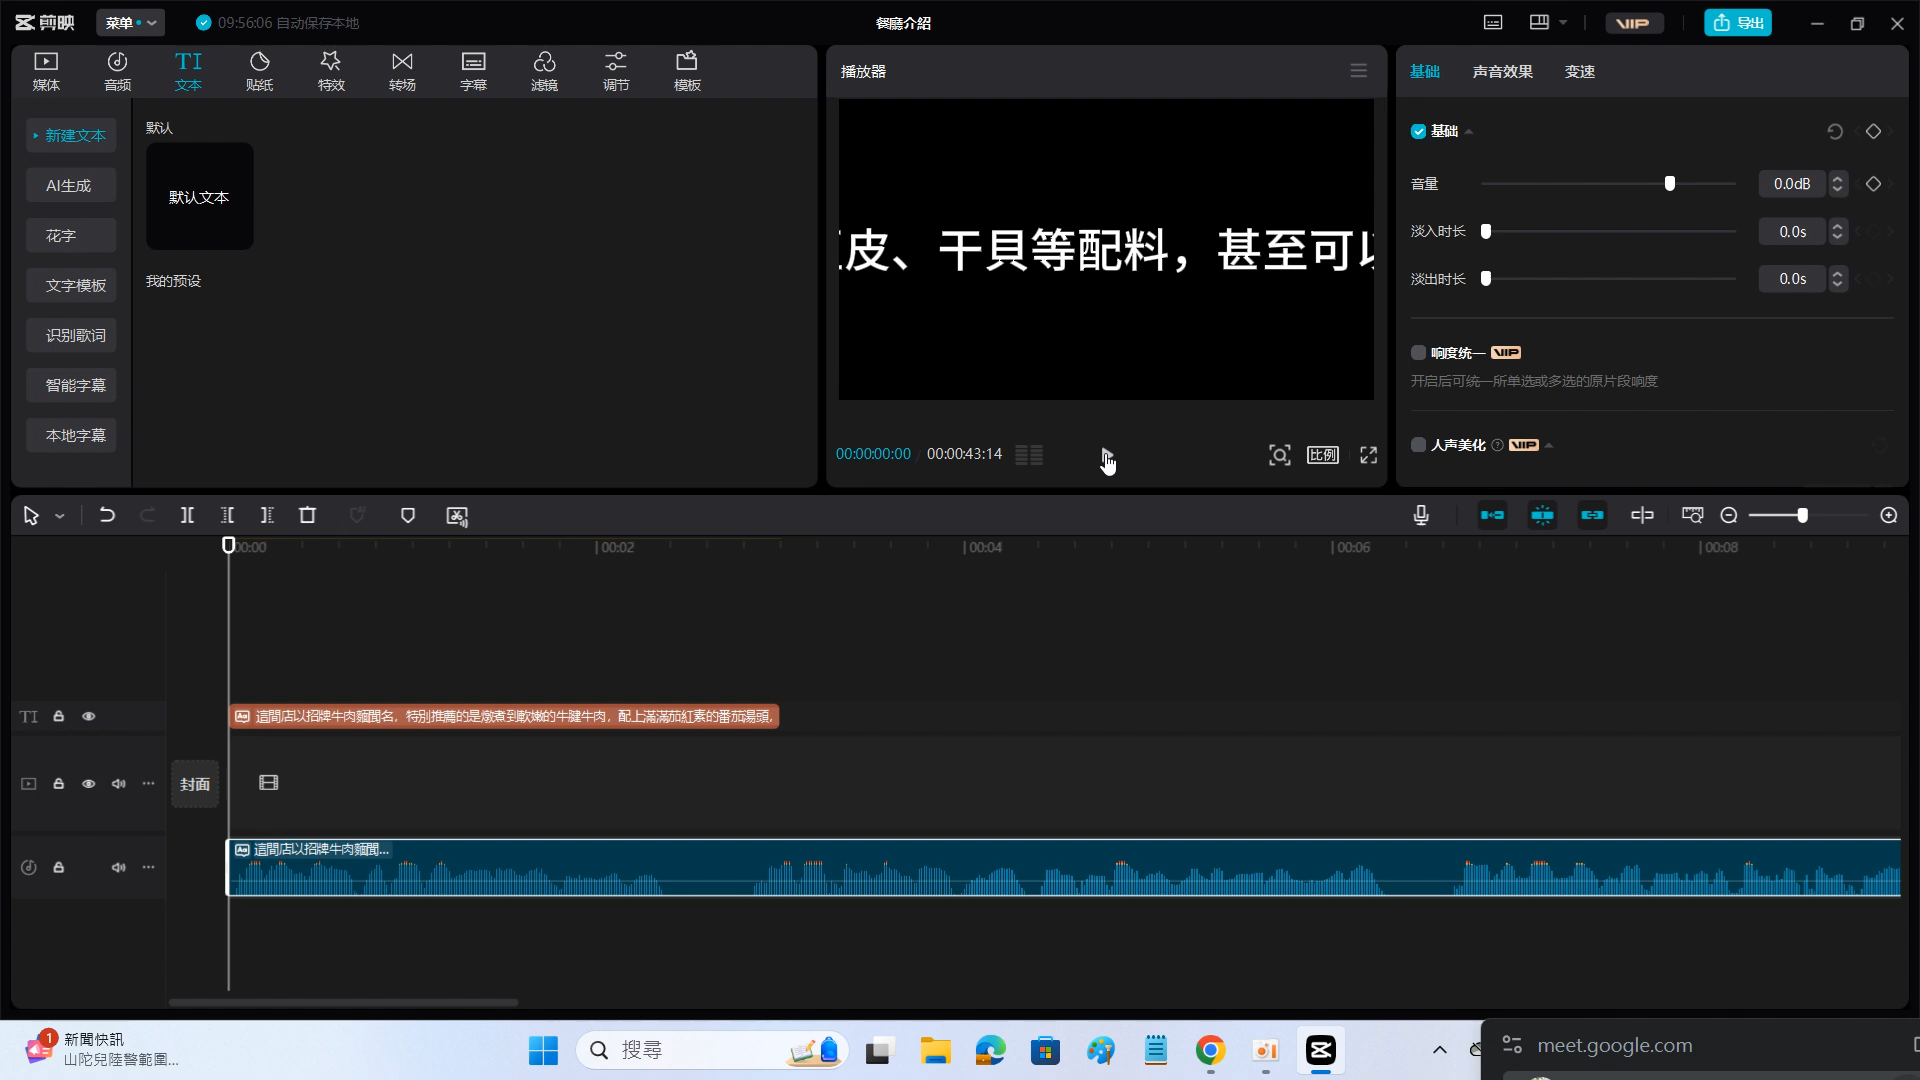 剪映
菜单
09:56:06 自动保存本地
餐廳介紹
VIP
导出
媒体
音频
TI
文本
贴纸
特效
转场
字幕
滤镜
调节
模板
新建文本
AI生成
花字
文字模板
识别歌词
智能字幕
本地字幕
默认
默认文本
我的预设
播放器
皮、干貝等配料，甚至可以
00:00:00:00 / 00:00:43:14
比例
基础
声音效果
变速
基础
音量
0.0dB
淡入时长
0.0s
淡出时长
0.0s
响度统一 VIP
开启后可统一所单选或多选的原片段响度
人声美化 VIP
00:00
00:02
00:04
00:06
00:08
TI
這間店以招牌牛肉麵聞名，特別推薦的是燉煮到軟嫩的牛腱牛肉，配上滿滿茄紅素的番茄湯頭，
封面
這間店以招牌牛肉麵聞...
1
新聞快訊
山陀兒陸警範圍...
搜尋
meet.google.com